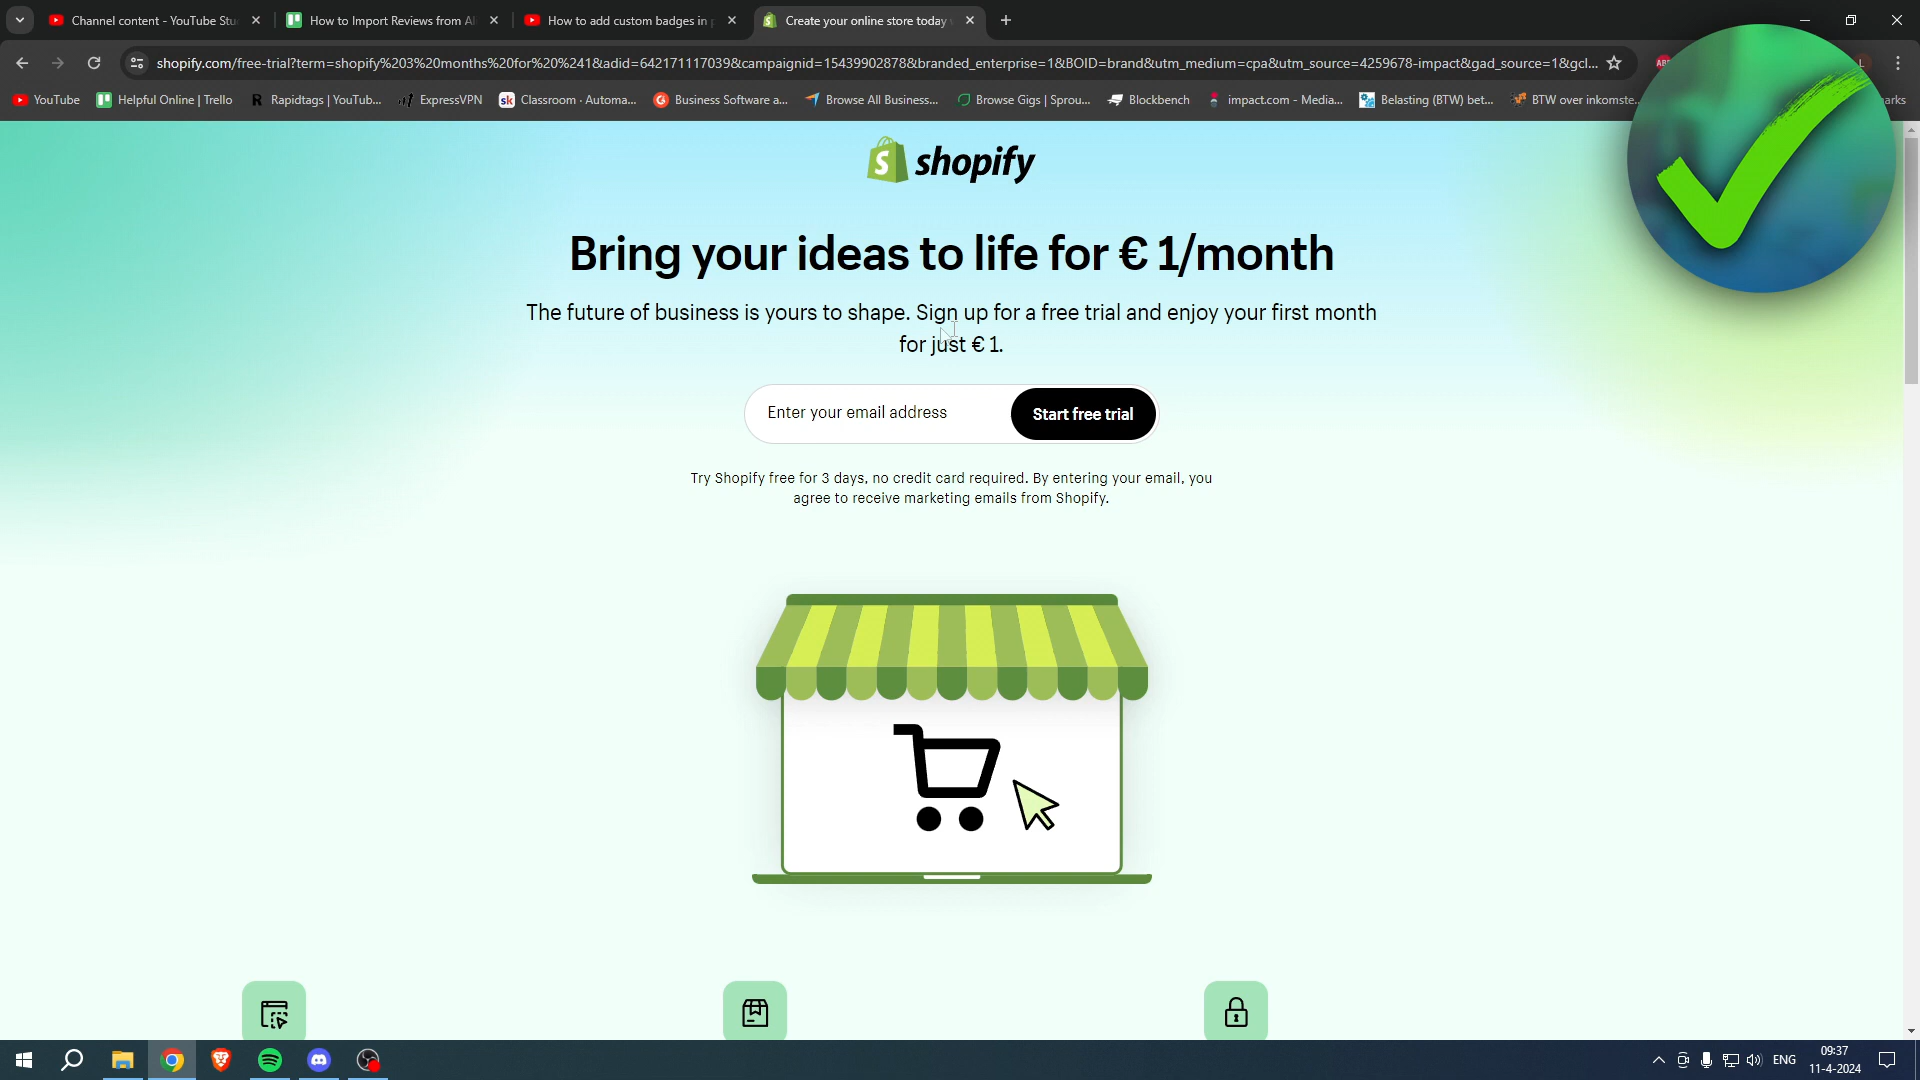 Channel content - YouTube Stu
How to Import Reviews from Al
How to add custom badges in
Create your online store today
shopify.com/free-trial?term=shopify%203%20months%20for%20%241&adid=642171117039&campaignid=15439902878&branded_enterprise=1&BOID=brand&utm_medium=cpa&utm_source=4259678-impact&gad_source=1&gcl...
YouTube
Helpful Online | Trello
Rapidtags | YouTub...
ExpressVPN
Classroom · Automa...
Business Software a...
Browse All Business...
Browse Gigs | Sprou...
Blockbench
impact.com - Media...
Belasting (BTW) bet...
BTW over inkomste...
arks
shopify
Bring your ideas to life for € 1/month
The future of business is yours to shape. Sign up for a free trial and enjoy your first month
for just € 1.
Enter your email address
Start free trial
Try Shopify free for 3 days, no credit card required. By entering your email, you
agree to receive marketing emails from Shopify.
ENG
09:37
11-4-2024